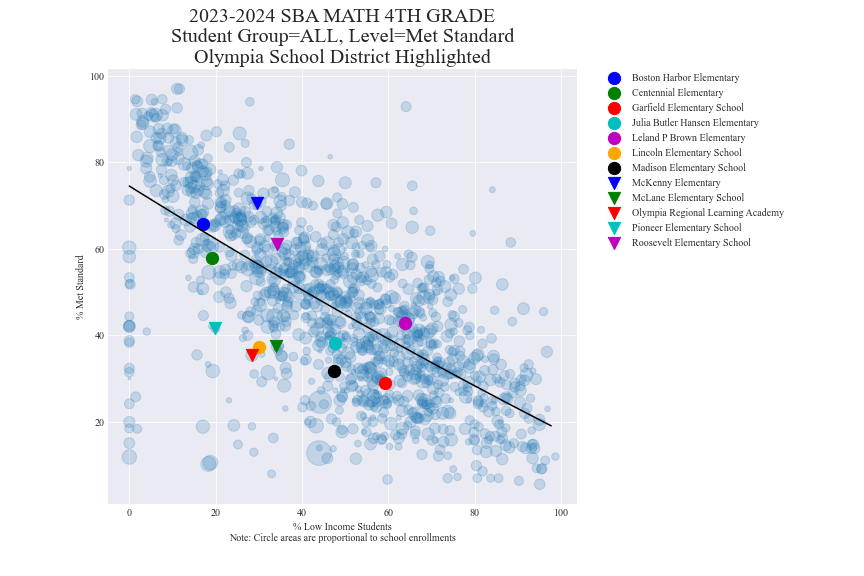 2023-2024 SBA MATH 4TH GRADE
Student Group=ALL, Level=Met Standard
Olympia School District Highlighted
100
80
60
40
20
% Met Standard
0 20 40 60 80 100
% Low Income Students
Note: Circle areas are proportional to school enrollments
Boston Harbor Elementary
Centennial Elementary
Garfield Elementary School
Julia Butler Hansen Elementary
Leland P Brown Elementary
Lincoln Elementary School
Madison Elementary School
McKenny Elementary
McLane Elementary School
Olympia Regional Learning Academy
Pioneer Elementary School
Roosevelt Elementary School